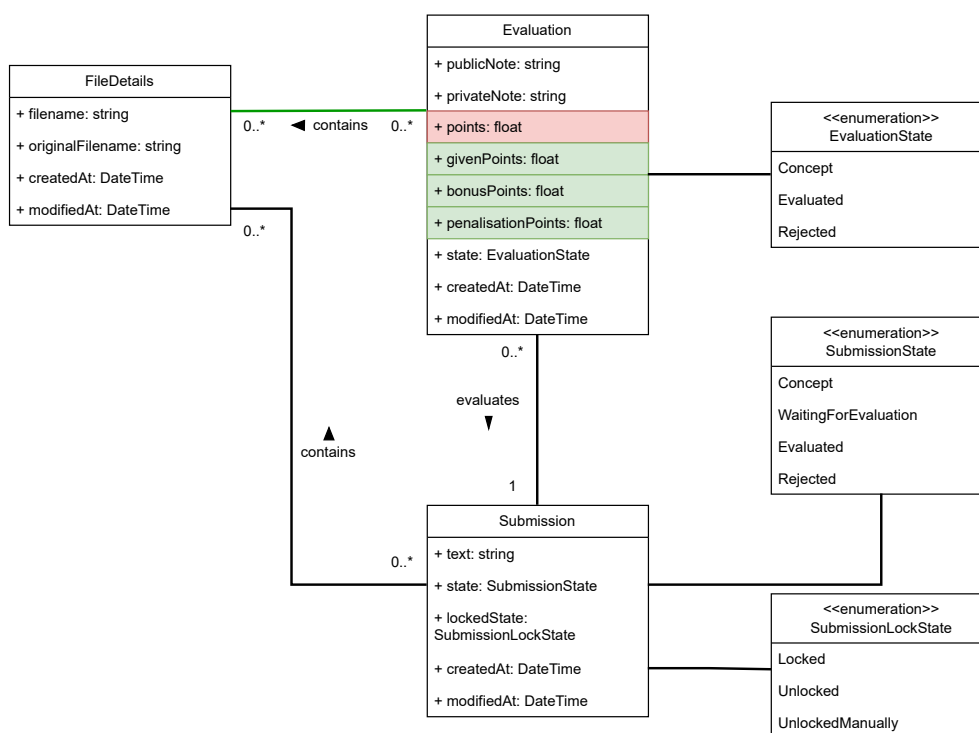 Evaluation
+ publicNote: string
+ privateNote: string
+ points: float
+ givenPoints: float
+ bonusPoints: float
+ penalisationPoints: float
+ state: EvaluationState
+ createdAt: DateTime
+ modifiedAt: DateTime
FileDetails
+ filename: string
+ originalFilename: string
+ createdAt: DateTime
+ modifiedAt: DateTime
0..*
contains
0..*
0..*
<<enumeration>>
EvaluationState
Concept
Evaluated
Rejected
0..*
evaluates
1
contains
0..*
<<enumeration>>
SubmissionState
Concept
WaitingForEvaluation
Evaluated
Rejected
Submission
+ text: string
+ state: SubmissionState
+ lockedState:
SubmissionLockState
+ createdAt: DateTime
+ modifiedAt: DateTime
<<enumeration>>
SubmissionLockState
Locked
Unlocked
UnlockedManually